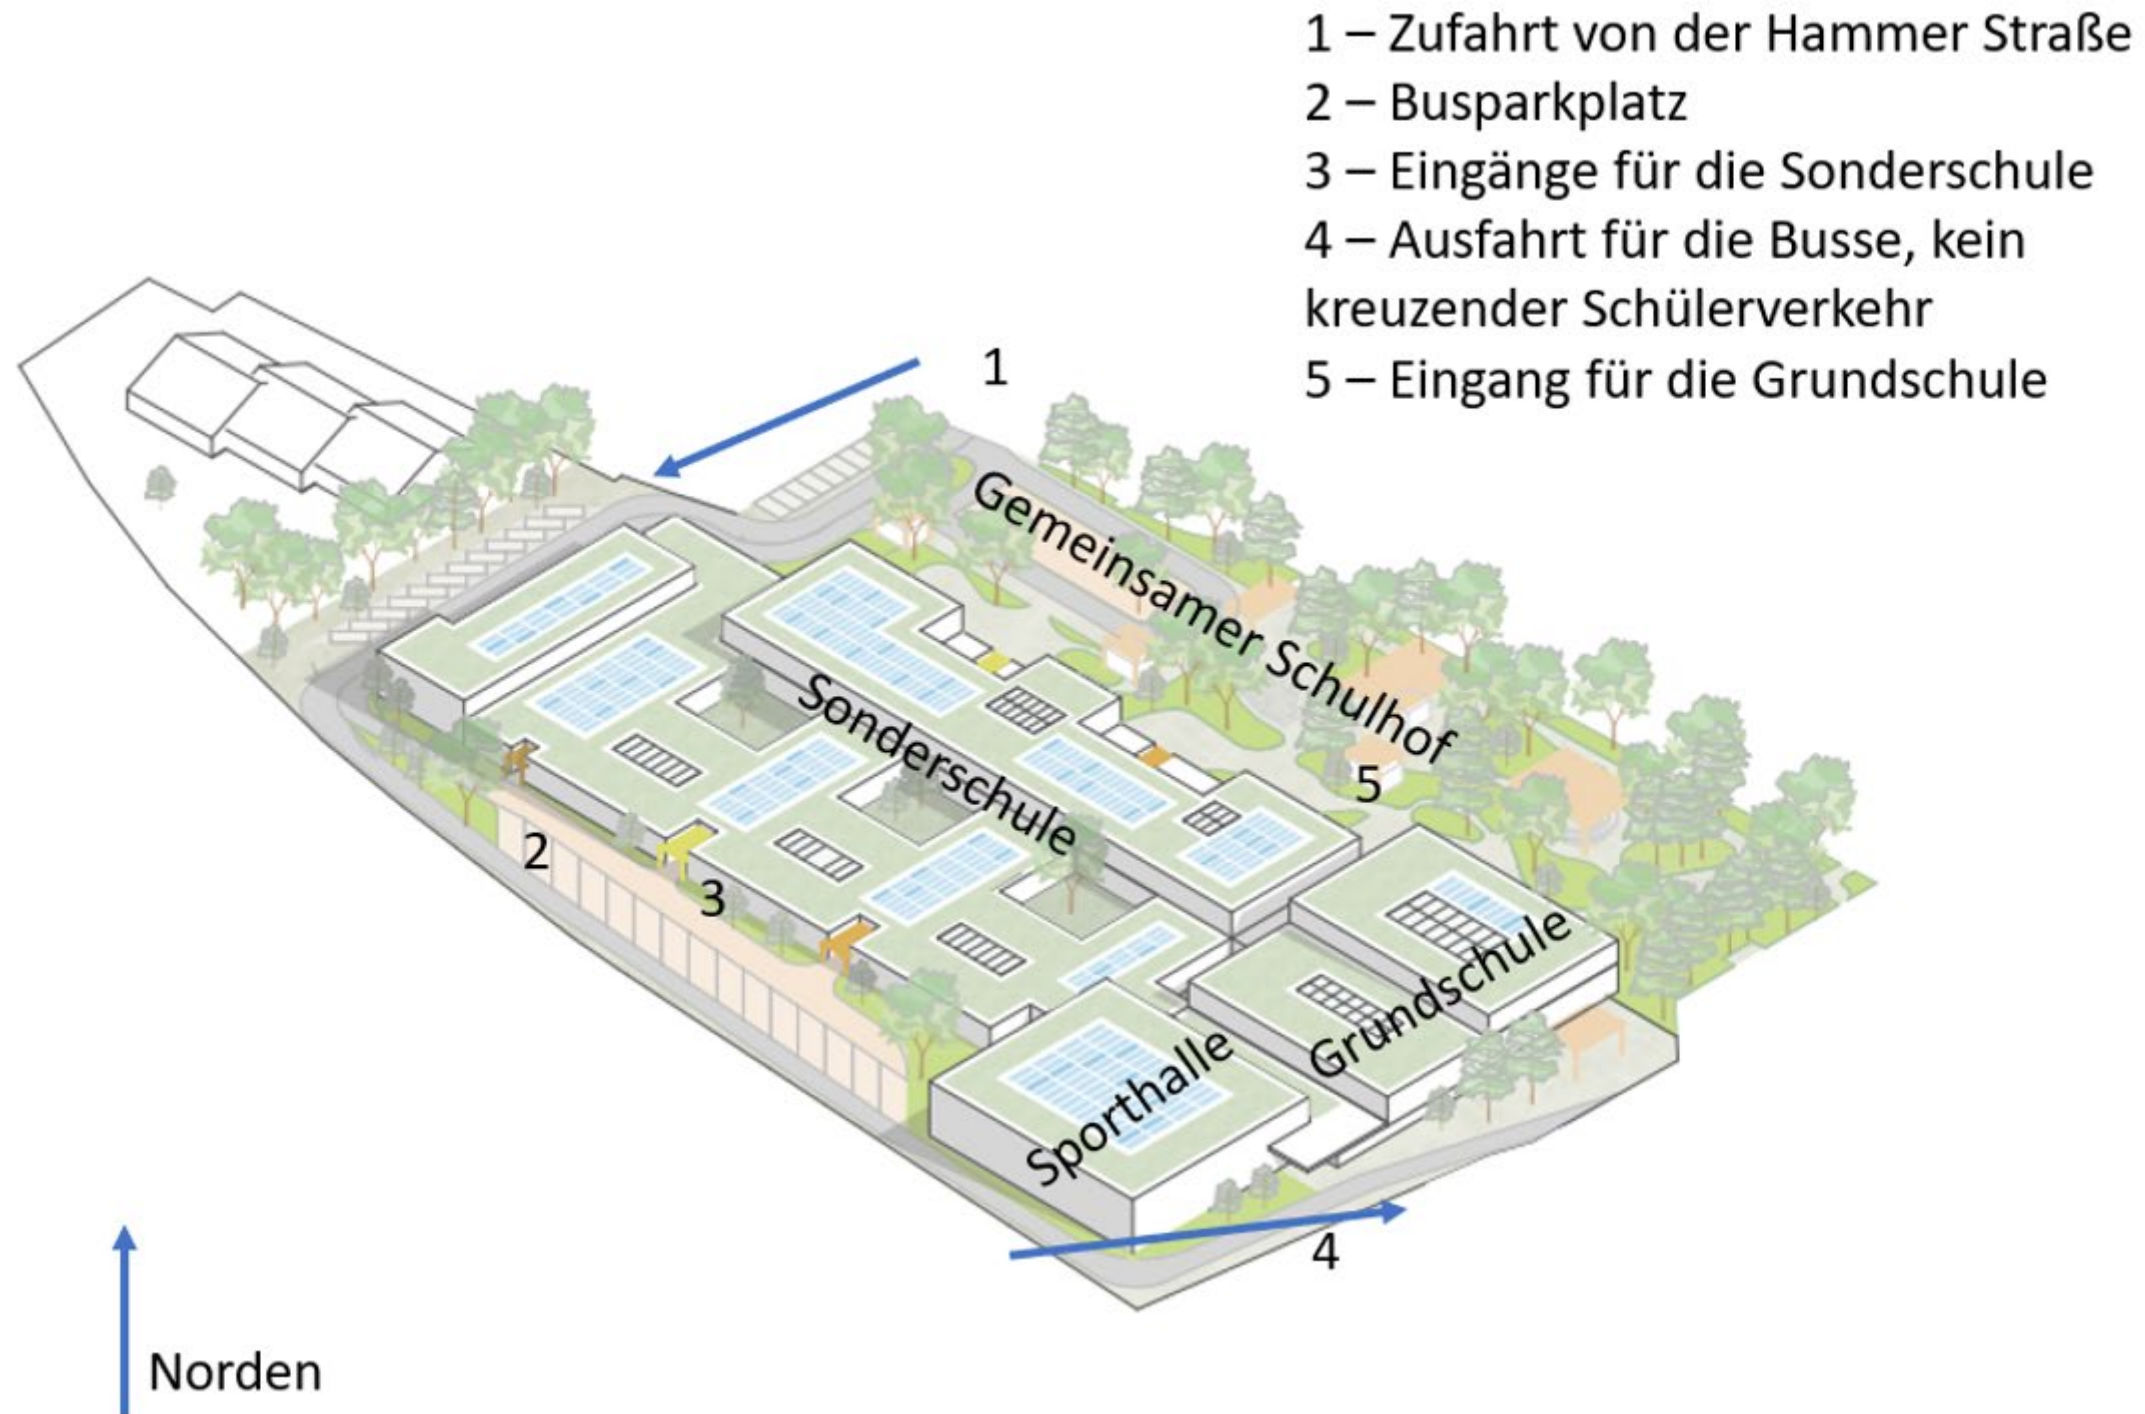 1 – Zufahrt von der Hammer Straße
2 – Busparkplatz
3 – Eingänge für die Sonderschule
4 – Ausfahrt für die Busse, kein
kreuzender Schülerverkehr
5 – Eingang für die Grundschule
1
Gemeinsamer Schulhof
Sonderschule
5
2
3
Grundschule
Sporthalle
4
Norden